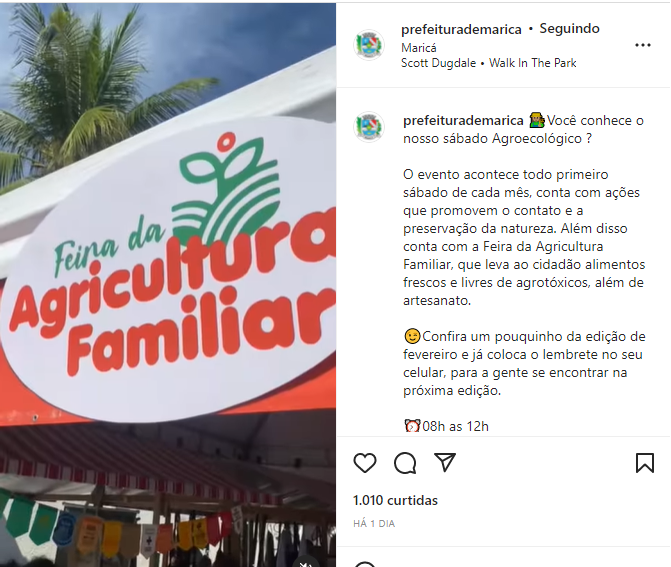 Feira da
Agricultura
Familiar
prefeiturademarica • Seguindo
Maricá
Scott Dugdale • Walk In The Park
prefeiturademarica Você conhece o
nosso sábado Agroecológico ?
O evento acontece todo primeiro
sábado de cada mês, conta com ações
que promovem o contato e a
preservação da natureza. Além disso
conta com a Feira da Agricultura
Familiar, que leva ao cidadão alimentos
frescos e livres de agrotóxicos, além de
artesanato.
😉Confira um pouquinho da edição de
fevereiro e já coloca o lembrete no seu
celular, para a gente se encontrar na
próxima edição.
⏰08h as 12h
1.010 curtidas
HÁ 1 DIA